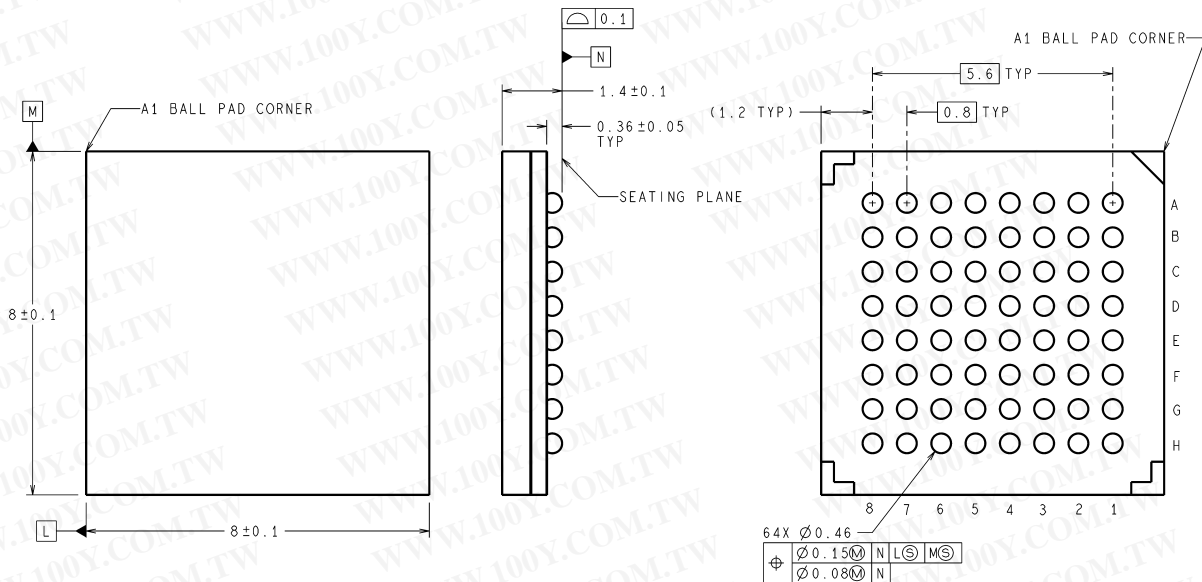 0.1
N
A1 BALL PAD CORNER
5.6 TYP
1.4±0.1
(1.2 TYP)
0.8 TYP
M
A1 BALL PAD CORNER
0.36±0.05
TYP
SEATING PLANE
A
B
C
D
E
F
G
H
8±0.1
8 7 6 5 4 3 2 1
L
8±0.1
64X Ø0.46
⌖ Ø0.15Ⓜ N LⓈ MⓈ
Ø0.08Ⓜ N
WWW.100Y.COM.TW